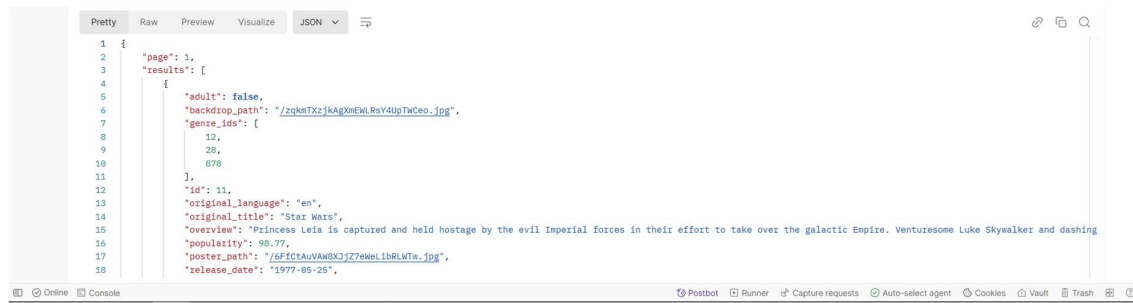 Pretty Raw Preview Visualize JSON
1 {
2 "page": 1,
3 "results": [
4 {
5 "adult": false,
6 "backdrop_path": "/zqkmTXzjkAgXmEWLRsY4UpTWCeo.jpg",
7 "genre_ids": [
8 12,
9 28,
10 878
11 ],
12 "id": 11,
13 "original_language": "en",
14 "original_title": "Star Wars",
15 "overview": "Princess Leia is captured and held hostage by the evil Imperial forces in their effort to take over the galactic Empire. Venturesome Luke Skywalker and dashing
16 "popularity": 98.77,
17 "poster_path": "/6FfCtAuVAW8XJjZ7eWeLibRLWTw.jpg",
18 "release_date": "1977-05-25",
Online Console Postbot Runner Capture requests Auto-select agent Cookies Vault Trash